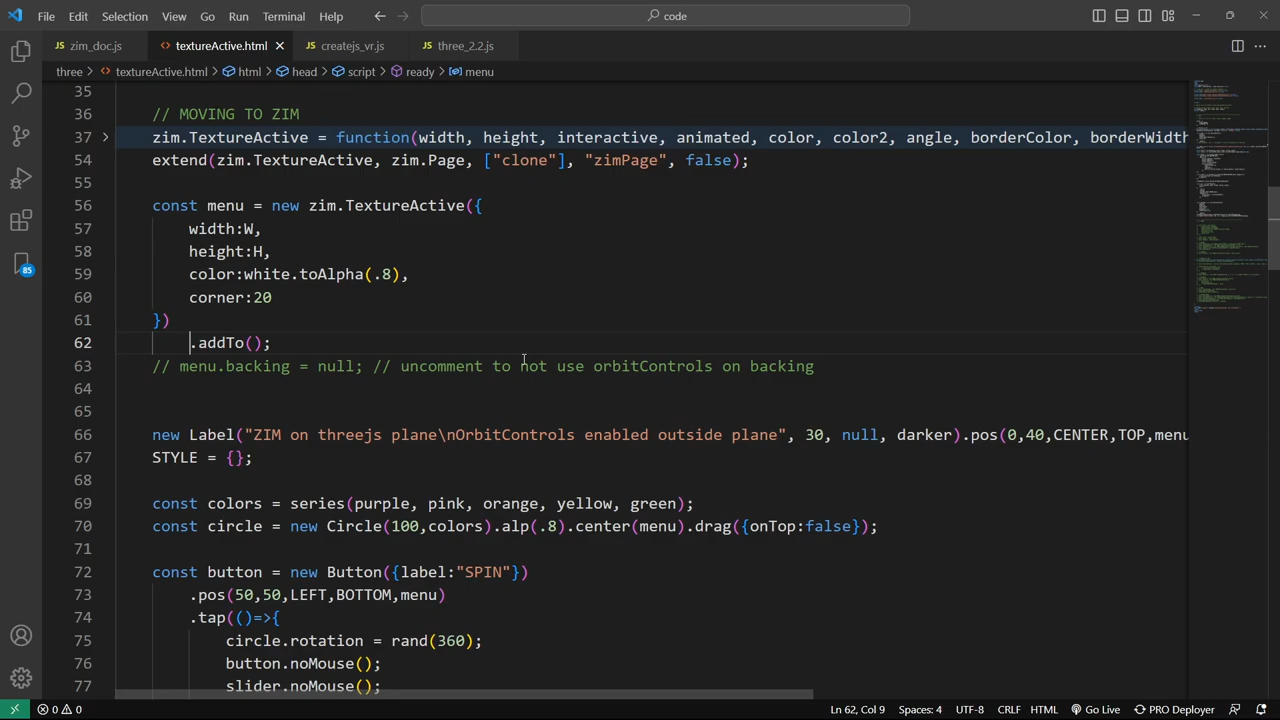 File Edit Selection View Go Run Terminal Help code
zim_doc.js textureActive.html createjs_vr.js three_2.2.js
three > textureActive.html > html > head > script > ready > menu
35
36 // MOVING TO ZIM
37 zim.TextureActive = function(width, height, interactive, animated, color, color2, angle, borderColor, borderWidth
54 extend(zim.TextureActive, zim.Page, ["clone"], "zimPage", false);
55
56 const menu = new zim.TextureActive({
57 width:W,
58 height:H,
59 color:white.toAlpha(.8),
60 corner:20
61 })
62 .addTo();
63 // menu.backing = null; // uncomment to not use orbitControls on backing
64
65
66 new Label("ZIM on threejs plane\nOrbitControls enabled outside plane", 30, null, darker).pos(0,40,CENTER,TOP,menu
67 STYLE = {};
68
69 const colors = series(purple, pink, orange, yellow, green);
70 const circle = new Circle(100,colors).alp(.8).center(menu).drag({onTop:false});
71
72 const button = new Button({label:"SPIN"})
73 .pos(50,50,LEFT,BOTTOM,menu)
74 .tap(()=>{
75 circle.rotation = rand(360);
76 button.noMouse();
77 slider.noMouse();
85
0 0 Ln 62, Col 9 Spaces: 4 UTF-8 CRLF HTML Go Live PRO Deployer